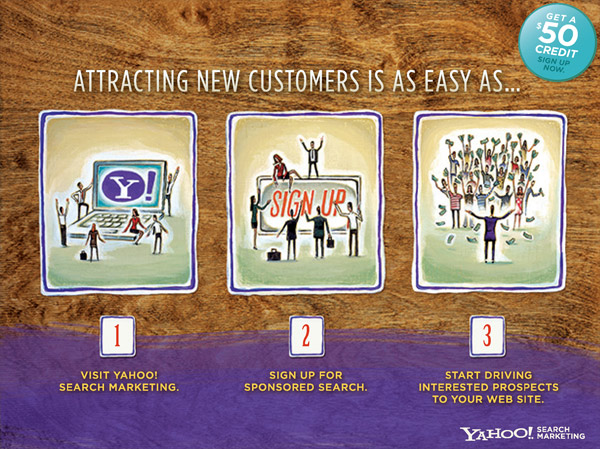 GET A
$50
CREDIT
SIGN UP
NOW.
ATTRACTING NEW CUSTOMERS IS AS EASY AS...
Y!
SIGN UP
1
2
3
VISIT YAHOO!
SEARCH MARKETING.
SIGN UP FOR
SPONSORED SEARCH.
START DRIVING
INTERESTED PROSPECTS
TO YOUR WEB SITE.
YAHOO! SEARCH
MARKETING